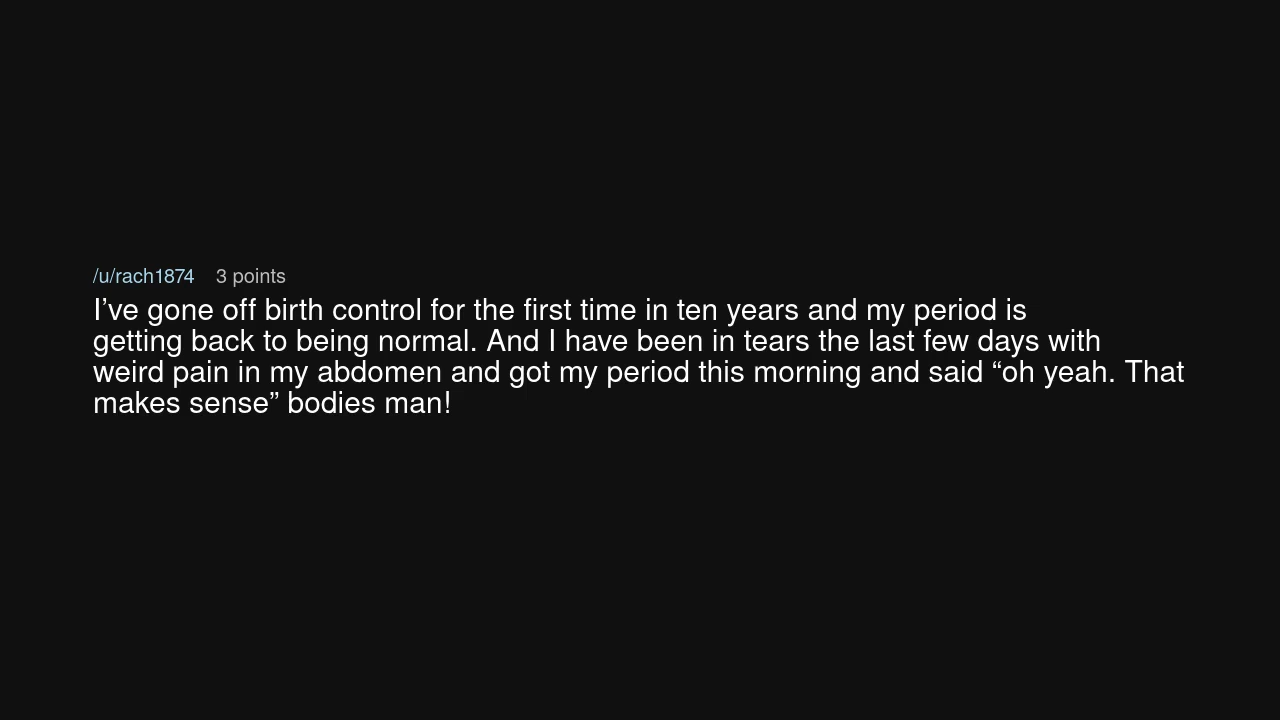 /u/rach1874 3 points
I’ve gone off birth control for the first time in ten years and my period is
getting back to being normal. And I have been in tears the last few days with
weird pain in my abdomen and got my period this morning and said “oh yeah. That
makes sense” bodies man!